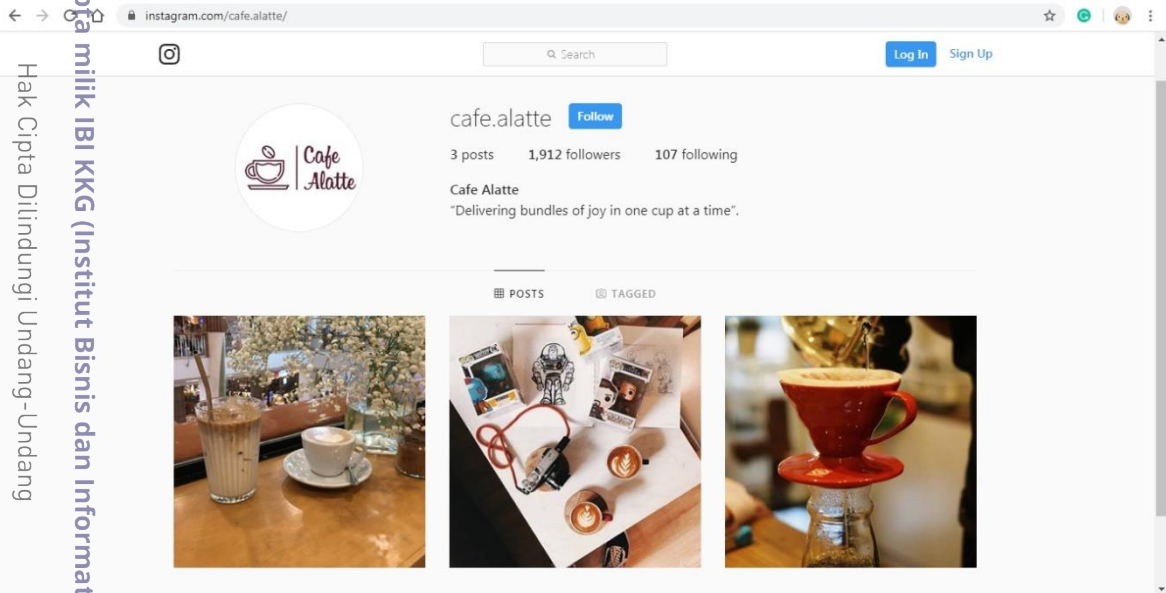 instagram.com/cafe.alatte/
Search
Log In
Sign Up
cafe.alatte
Follow
3 posts 1,912 followers 107 following
Cafe Alatte
"Delivering bundles of joy in one cup at a time".
Cafe
Alatte
POSTS
TAGGED
milik IBI KKG (Institut Bisnis dan Informat
Hak Cipta Dilindungi Undang-Undang